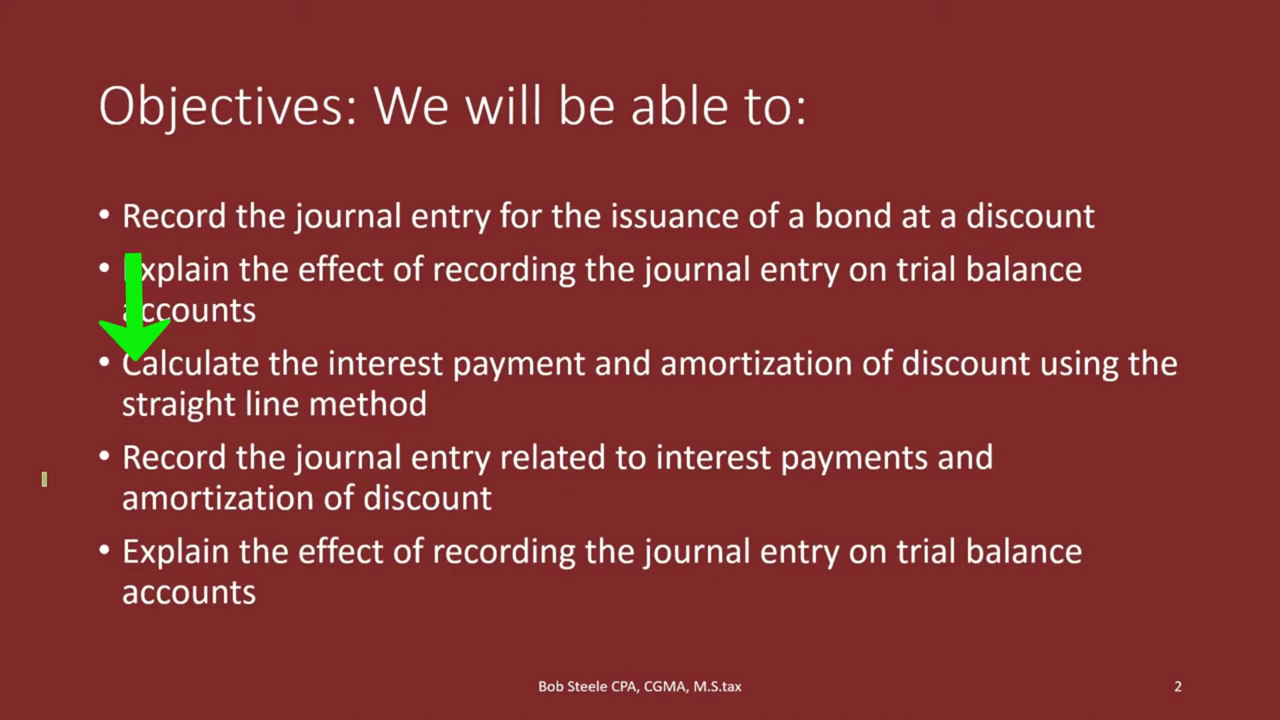 Objectives: We will be able to:
• Record the journal entry for the issuance of a bond at a discount
• Explain the effect of recording the journal entry on trial balance
accounts
• Calculate the interest payment and amortization of discount using the
straight line method
• Record the journal entry related to interest payments and
amortization of discount
• Explain the effect of recording the journal entry on trial balance
accounts
Bob Steele CPA, CGMA, M.S.tax
2